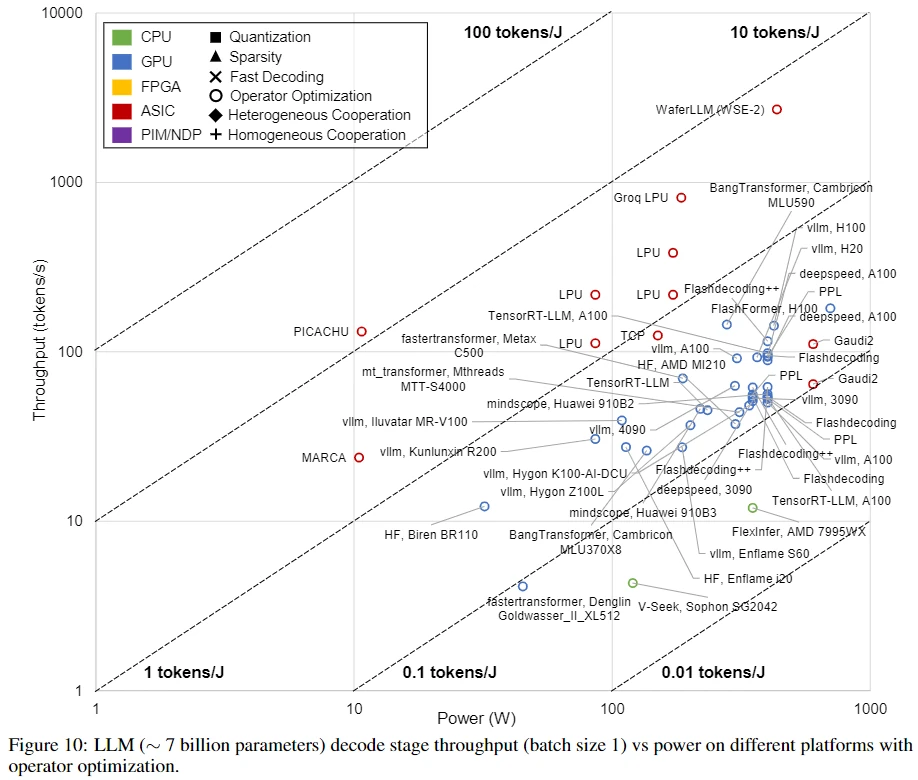 10000
1000
100
10
1
Throughput (tokens/s)
CPU
GPU
FPGA
ASIC
PIM/NDP
Quantization
Sparsity
Fast Decoding
Operator Optimization
Heterogeneous Cooperation
Homogeneous Cooperation
100 tokens/J
10 tokens/J
WaferLLM (WSE-2)
BangTransformer, Cambricon
MLU590
Groq LPU
vllm, H100
vllm, H20
LPU
deepspeed, A100
Flashdecoding++
PPL
LPU
LPU
FlashFormer, H100
deepspeed, A100
TensorRT-LLM, A100
PICACHU
fastertransformer, Metax
C500
LPU
TCP
vllm, A100
Gaudi2
Flashdecoding
HF, AMD MI210
mt_transformer, Mthreads
MTT-S4000
TensorRT-LLM
PPL
Gaudi2
mindscope, Huawei 910B2
vllm, 3090
vllm, Iluvatar MR-V100
vllm, 4090
Flashdecoding
PPL
vllm, Kunlunxin R200
MARCA
Flashdecoding++
vllm, A100
vllm, Hygon K100-AI-DCU
Flashdecoding++
Flashdecoding
vllm, Hygon Z100L
deepspeed, 3090
TensorRT-LLM, A100
mindscope, Huawei 910B3
HF, Biren BR110
BangTransformer, Cambricon
MLU370X8
FlexInfer, AMD 7995WX
vllm, Enflame S60
HF, Enflame i20
fastertransformer, Denglin
Goldwasser_II_XL512
V-Seek, Sophon SG2042
1 tokens/J
0.1 tokens/J
0.01 tokens/J
1
10
100
1000
Power (W)
Figure 10: LLM (∼ 7 billion parameters) decode stage throughput (batch size 1) vs power on different platforms with
operator optimization.